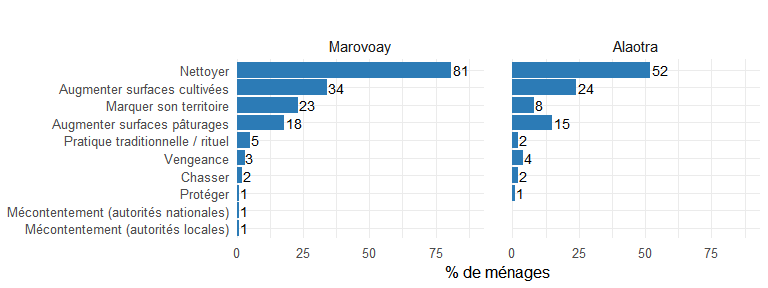 Marovoay Alaotra
Nettoyer 81 52
Augmenter surfaces cultivées 34 24
Marquer son territoire 23 8
Augmenter surfaces pâturages 18 15
Pratique traditionnelle / rituel 5 2
Vengeance 3 4
Chasser 2 2
Protéger 1 1
Mécontentement (autorités nationales) 1
Mécontentement (autorités locales) 1
0 25 50 75 0 25 50 75
% de ménages